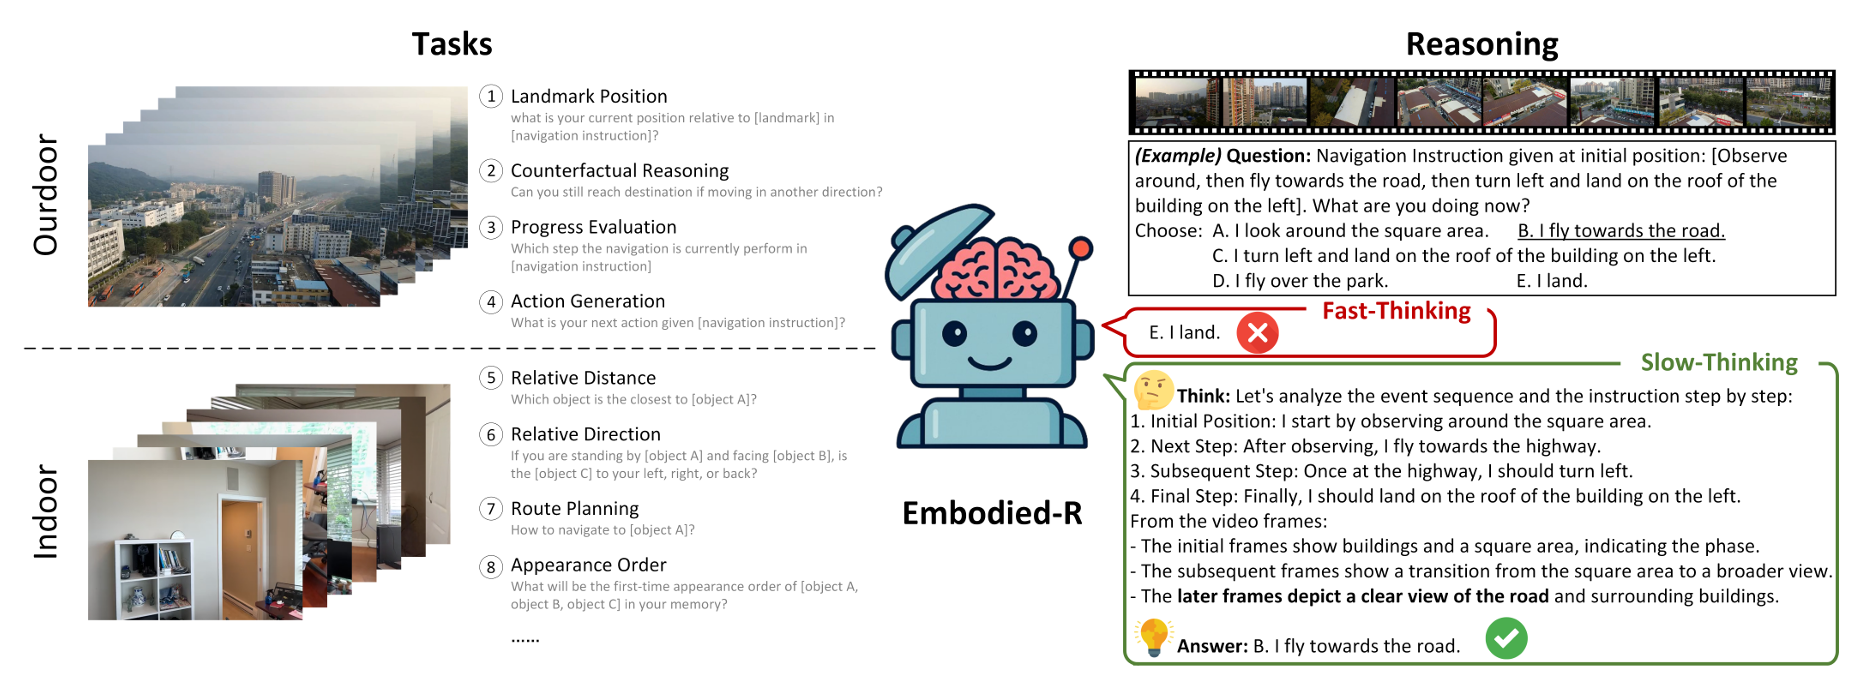 Tasks
Ourdoor
1 Landmark Position
what is your current position relative to [landmark] in
[navigation instruction]?
2 Counterfactual Reasoning
Can you still reach destination if moving in another direction?
3 Progress Evaluation
Which step the navigation is currently perform in
[navigation instruction]
4 Action Generation
What is your next action given [navigation instruction]?
Indoor
5 Relative Distance
Which object is the closest to [object A]?
6 Relative Direction
If you are standing by [object A] and facing [object B], is
the [object C] to your left, right, or back?
7 Route Planning
How to navigate to [object A]?
8 Appearance Order
What will be the first-time appearance order of [object A,
object B, object C] in your memory?
......
Embodied-R
Reasoning
(Example) Question: Navigation Instruction given at initial position: [Observe
around, then fly towards the road, then turn left and land on the roof of the
building on the left]. What are you doing now?
Choose: A. I look around the square area. B. I fly towards the road.
C. I turn left and land on the roof of the building on the left.
D. I fly over the park. E. I land.
Fast-Thinking
E. I land.
Slow-Thinking
Think: Let's analyze the event sequence and the instruction step by step:
1. Initial Position: I start by observing around the square area.
2. Next Step: After observing, I fly towards the highway.
3. Subsequent Step: Once at the highway, I should turn left.
4. Final Step: Finally, I should land on the roof of the building on the left.
From the video frames:
- The initial frames show buildings and a square area, indicating the phase.
- The subsequent frames show a transition from the square area to a broader view.
- The later frames depict a clear view of the road and surrounding buildings.
Answer: B. I fly towards the road.